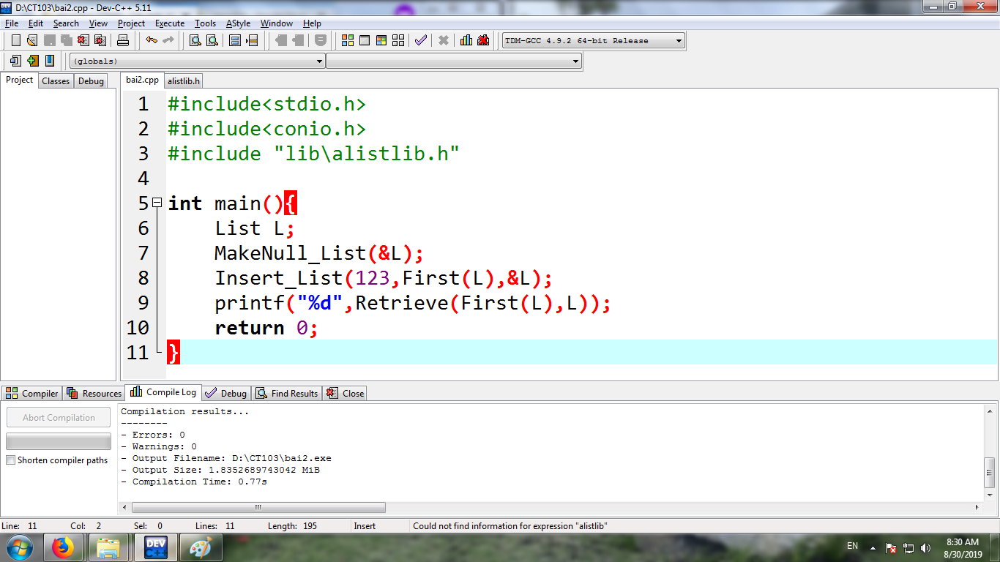 D:\CT103\bai2.cpp - Dev-C++ 5.11
File Edit Search View Project Execute Tools AStyle Window Help
TDM-GCC 4.9.2 64-bit Release
(globals)
Project Classes Debug
bai2.cpp alistlib.h
1 #include<stdio.h>
2 #include<conio.h>
3 #include "lib\alistlib.h"
4
5 int main(){
6 List L;
7 MakeNull_List(&L);
8 Insert_List(123,First(L),&L);
9 printf("%d",Retrieve(First(L),L));
10 return 0;
11 }
Compiler Resources Compile Log Debug Find Results Close
Abort Compilation
Shorten compiler paths
Compilation results...
--------
- Errors: 0
- Warnings: 0
- Output Filename: D:\CT103\bai2.exe
- Output Size: 1.8352689743042 MiB
- Compilation Time: 0.77s
Line: 11 Col: 2 Sel: 0 Lines: 11 Length: 195 Insert Could not find information for expression "alistlib"
DEV
C++
EN
8:30 AM
8/30/2019